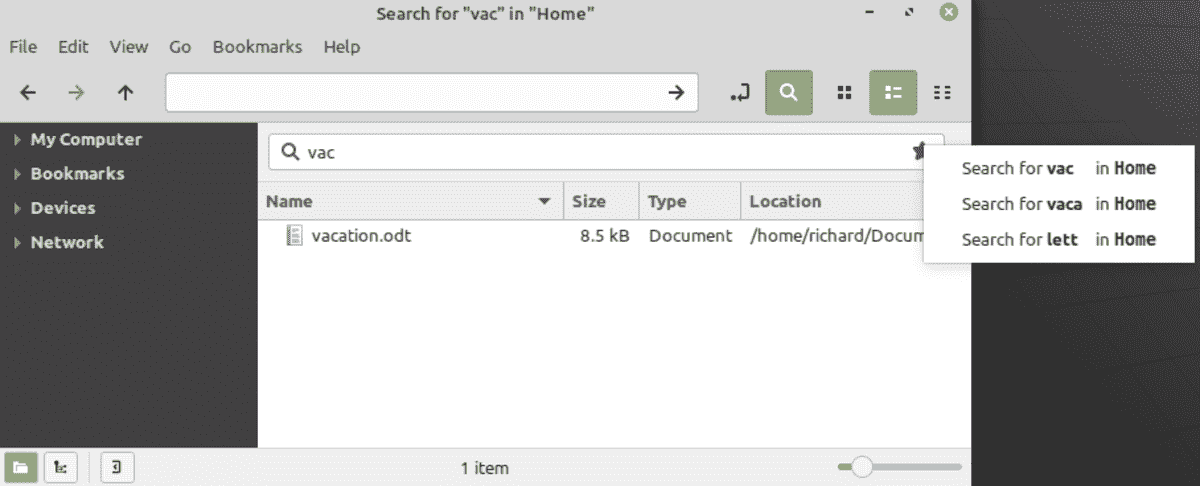 Search for "vac" in "Home"
File Edit View Go Bookmarks Help
My Computer
Bookmarks
Devices
Network
vac
Name Size Type Location
vacation.odt 8.5 kB Document /home/richard/Docum
Search for vac in Home
Search for vaca in Home
Search for lett in Home
1 item